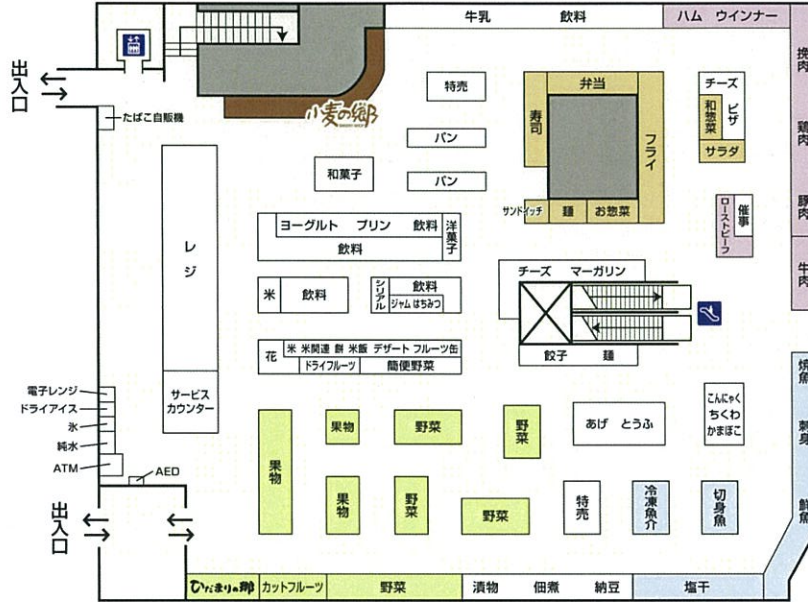 牛乳 飲料
ハム ウインナー
出入口
たばこ自販機
小麦の郷
特売
パン
パン
和菓子
寿司
弁当
フライ
サンドイッチ
麺
お惣菜
チーズ
ピザ
和惣菜
サラダ
挽肉
鶏肉
豚肉
牛肉
ローストビーフ
催事
レジ
サービス
カウンター
ヨーグルト プリン 飲料
飲料
洋菓子
米
飲料
シリアル
飲料
ジャム はちみつ
チーズ マーガリン
餃子 麺
花
米 米関連 餅 米飯 デザート フルーツ缶
ドライフルーツ
簡便野菜
電子レンジ
ドライアイス
氷
純水
ATM
AED
出入口
果物
果物
野菜
野菜
果物
野菜
野菜
あげ とうふ
こんにゃく
ちくわ
かまぼこ
特売
冷凍魚介
切身魚
焼魚
刺身
鮮魚
ひだまりの郷
カットフルーツ
野菜
漬物 佃煮 納豆
塩干